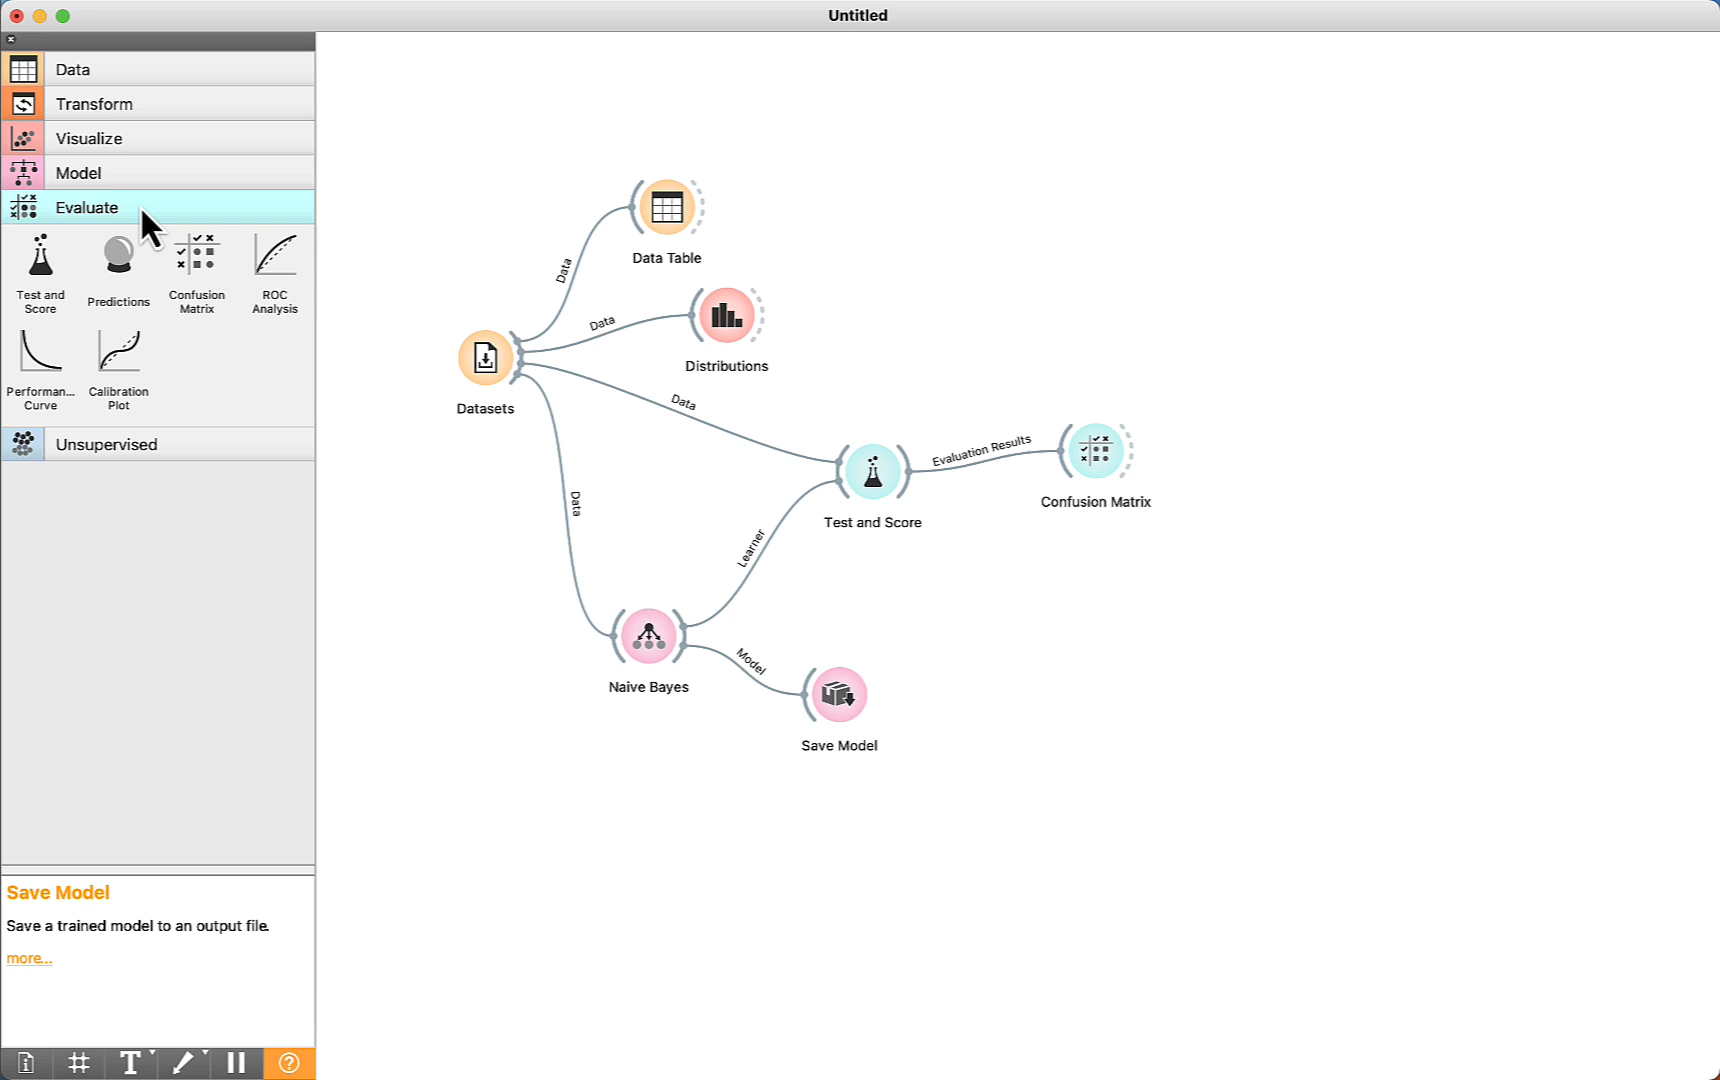 Untitled
Data
Transform
Visualize
Model
Evaluate
Test and
Score
Predictions
Confusion
Matrix
ROC
Analysis
Performan...
Curve
Calibration
Plot
Unsupervised
Data Table
Data
Distributions
Data
Datasets
Data
Data
Test and Score
Evaluation Results
Confusion Matrix
Learner
Naive Bayes
Model
Save Model
Save Model
Save a trained model to an output file.
more...